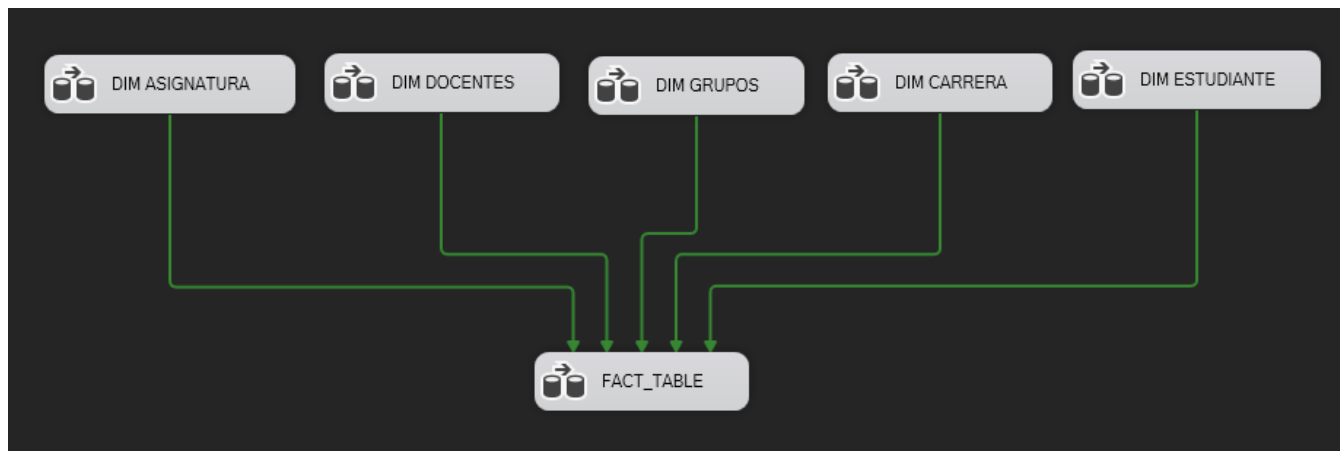 DIM ASIGNATURA
DIM DOCENTES
DIM GRUPOS
DIM CARRERA
DIM ESTUDIANTE
FACT_TABLE